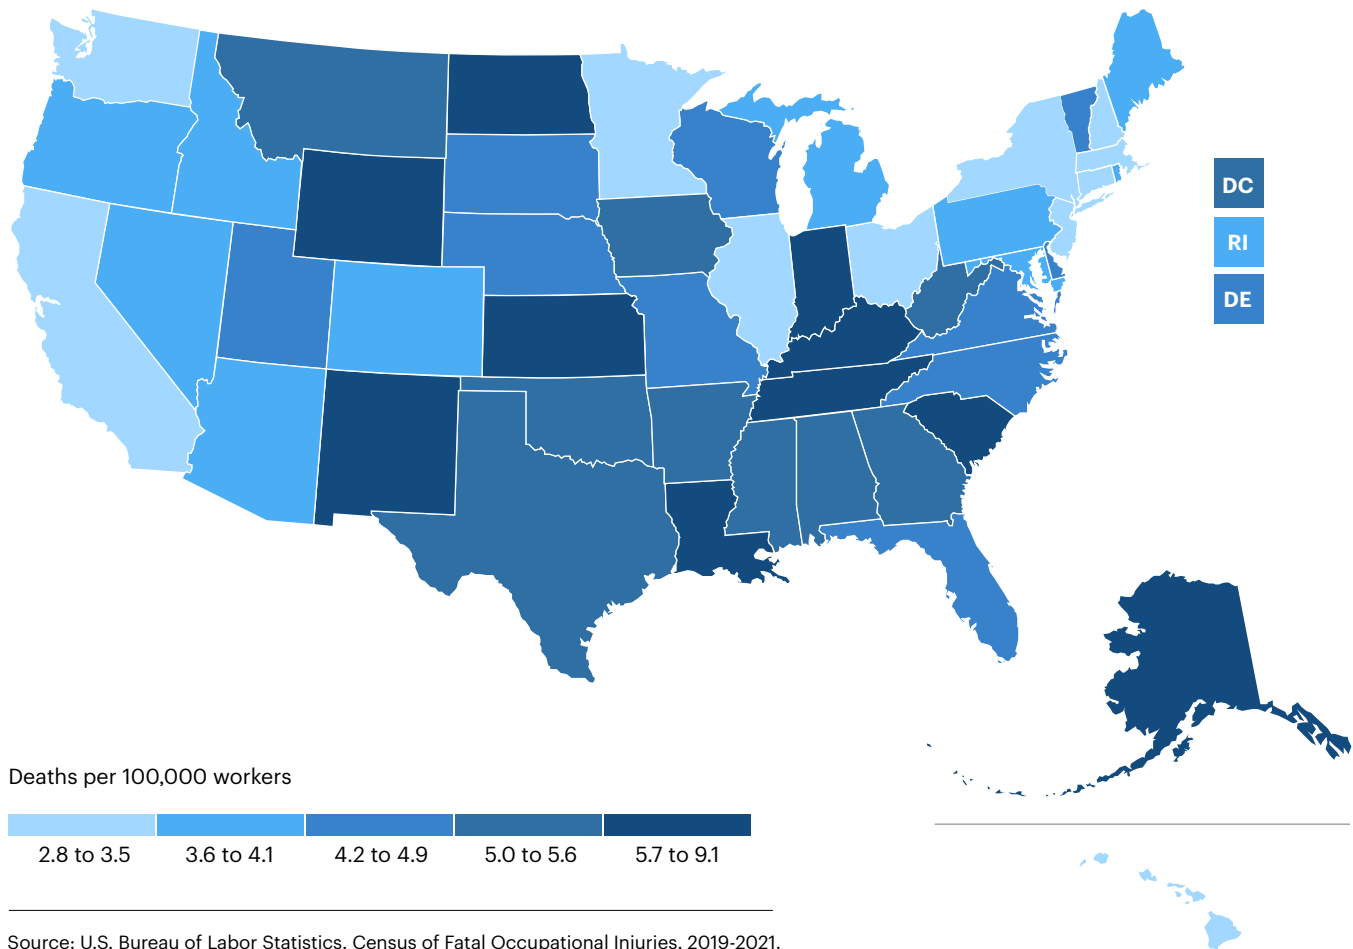 DC
RI
DE
Deaths per 100,000 workers
2.8 to 3.5 3.6 to 4.1 4.2 to 4.9 5.0 to 5.6 5.7 to 9.1
Source: U.S. Bureau of Labor Statistics. Census of Fatal Occupational Injuries. 2019-2021.